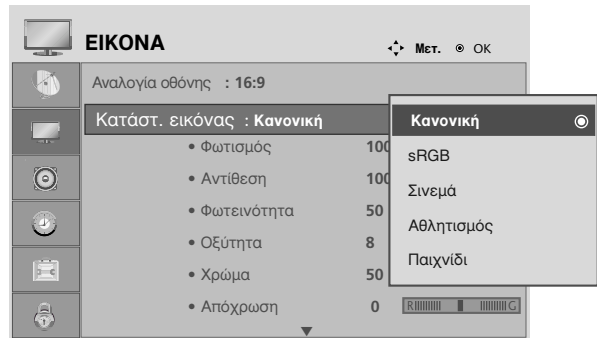 ΕΙΚΟΝΑ
Μετ. OK
Αναλογία οθόνης : 16:9
Κατάστ. εικόνας : Κανονική
• Φωτισμός 100
• Αντίθεση 100
• Φωτεινότητα 50
• Οξύτητα 8
• Χρώμα 50
• Απόχρωση 0 R G
Κανονική
sRGB
Σινεμά
Αθλητισμός
Παιχνίδι